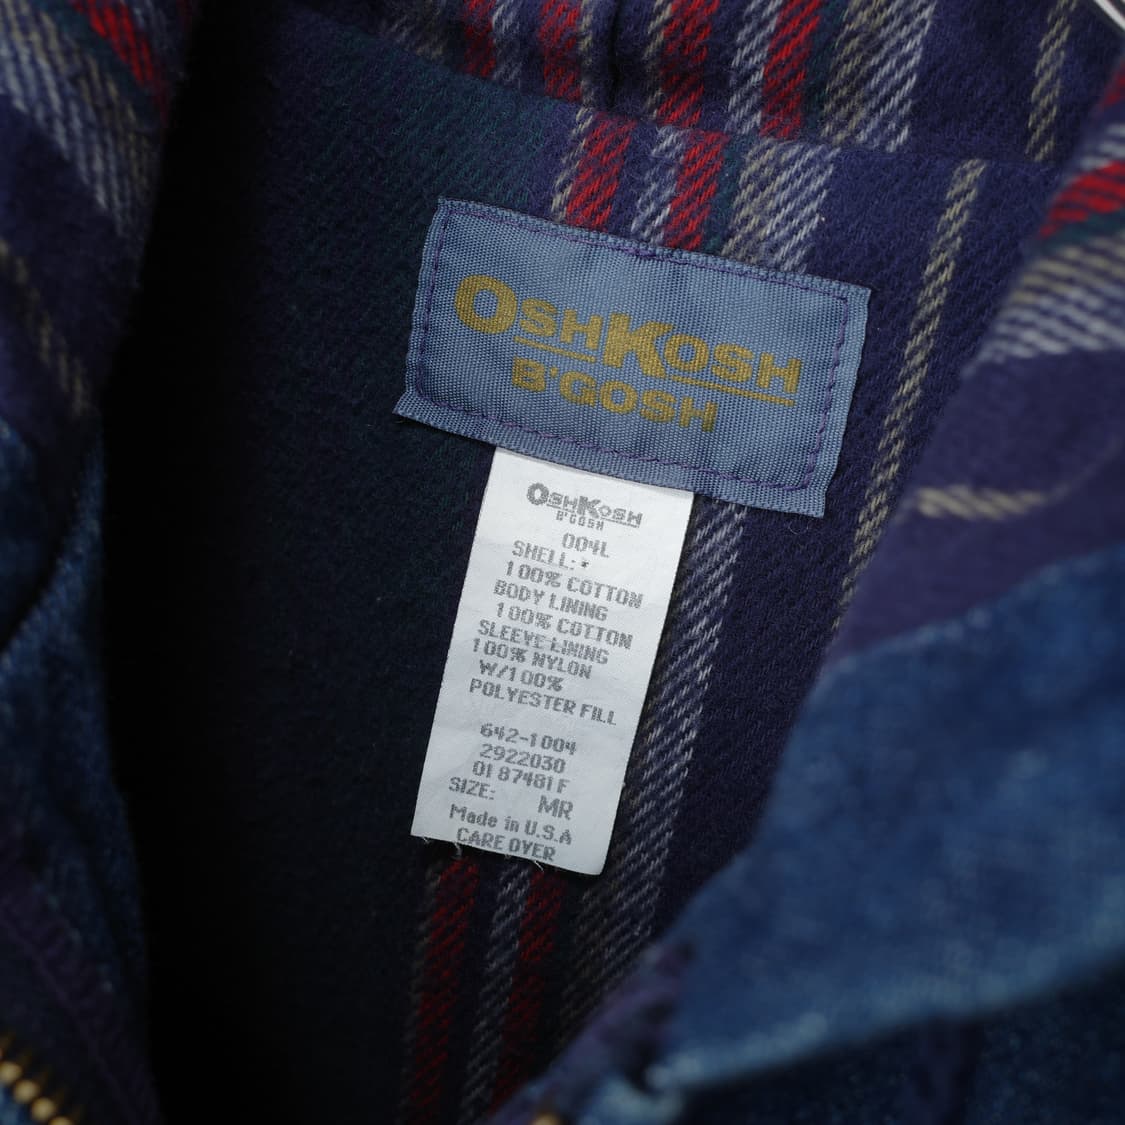 OSHKOSH
B'GOSH
OSHKOSH
B'GOSH
004L
SHELL: *
100% COTTON
BODY LINING
100% COTTON
SLEEVE LINING
100% NYLON
W/100%
POLYESTER FILL
642-1004
2922030
01 87481 F
SIZE: MR
Made in U.S.A
CARE OVER